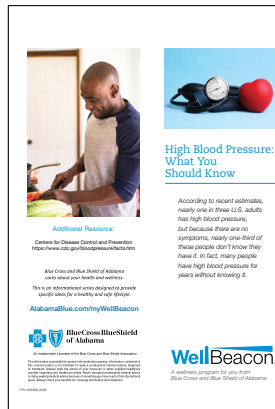 High Blood Pressure:
What You
Should Know
According to recent estimates,
nearly one in three U.S. adults
has high blood pressure,
but because there are no
symptoms, nearly one-third of
these people don't know they
have it. In fact, many people
have high blood pressure for
years without knowing it.
WellBeacon
A wellness program for you from
Blue Cross and Blue Shield of Alabama
Additional Resource:
Centers for Disease Control and Prevention
https://www.cdc.gov/bloodpressure/facts.htm
Blue Cross and Blue Shield of Alabama
cares about your health and wellness.
This is an informational series designed to provide
specific ideas for a healthy and safe lifestyle.
AlabamaBlue.com/myWellBeacon
BlueCross BlueShield
of Alabama
An Independent Licensee of the Blue Cross and Blue Shield Association